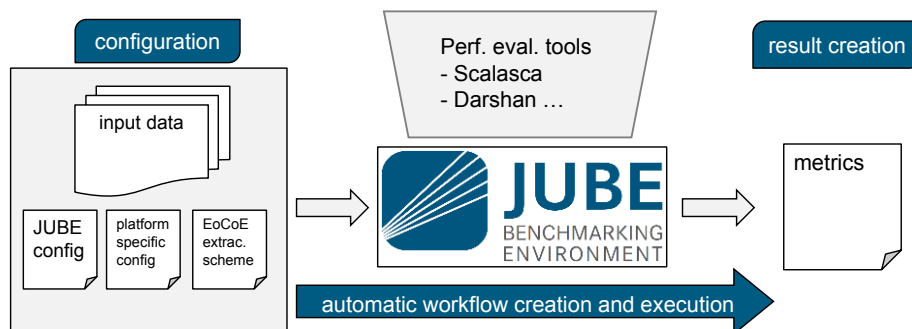 configuration
input data
JUBE
config
platform
specific
config
EoCoE
extrac.
scheme
Perf. eval. tools
- Scalasca
- Darshan …
JUBE
BENCHMARKING
ENVIRONMENT
result creation
metrics
automatic workflow creation and execution